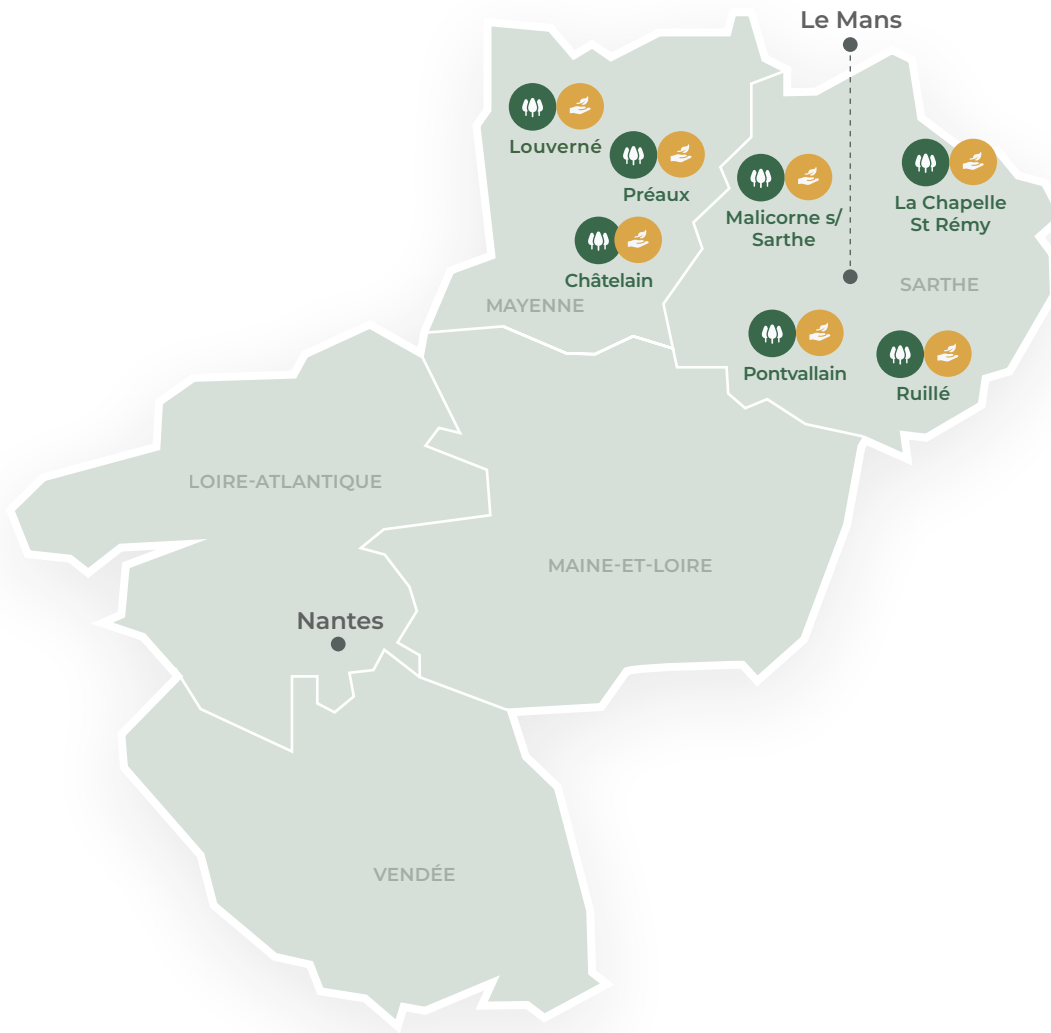 Le Mans
Louverné
Préaux
Malicorne s/
Sarthe
La Chapelle
St Rémy
Châtelain
MAYENNE
SARTHE
Pontvallain
Ruillé
LOIRE-ATLANTIQUE
MAINE-ET-LOIRE
Nantes
VENDÉE